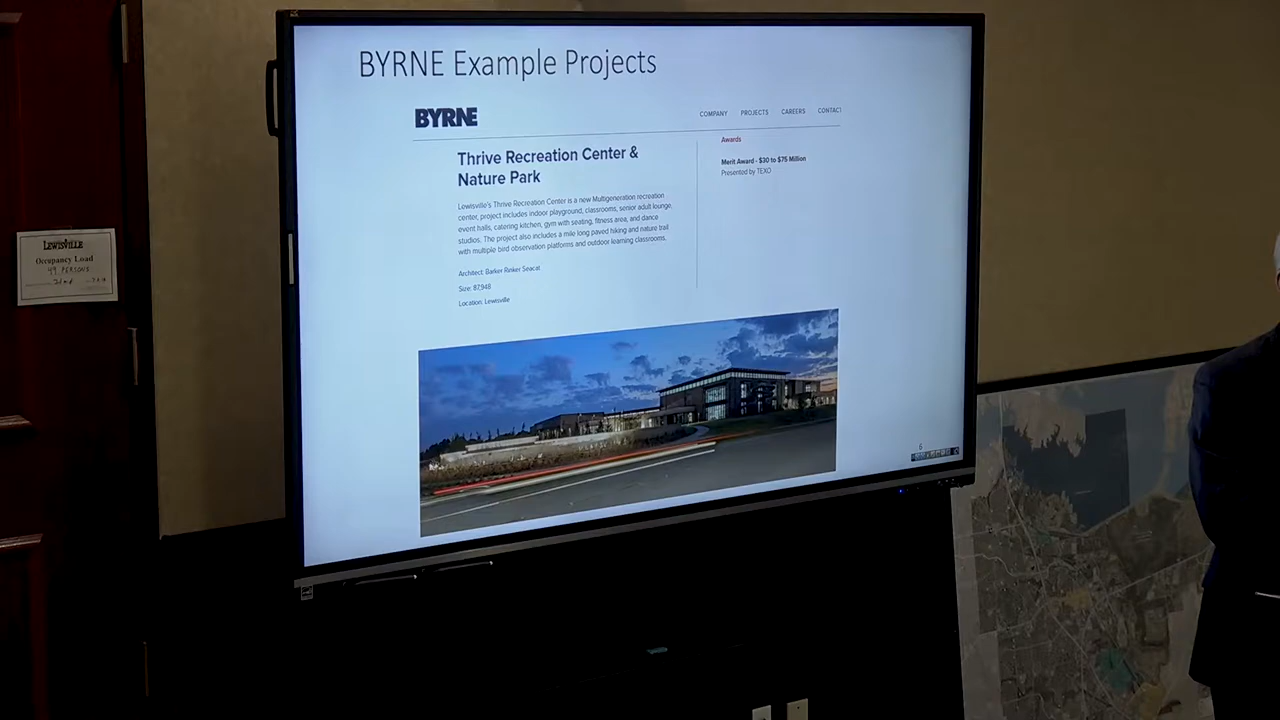 BYRNE Example Projects
BYRNE
COMPANY PROJECTS CAREERS CONTACT
Thrive Recreation Center &
Nature Park
Lewisville's Thrive Recreation Center is a new Multigeneration recreation
center, project includes indoor playground, classrooms, senior adult lounge,
event halls, catering kitchen, gym with seating, fitness area, and dance
studios. The project also includes a mile long paved hiking and nature trail
with multiple bird observation platforms and outdoor learning classrooms.
Architect: Barker Rinker Seacat
Size: 87,948
Location: Lewisville
Awards
Merit Award - $30 to $75 Million
Presented by TEXO
6
LEWISVILLE
Occupancy Load
49 PERSONS